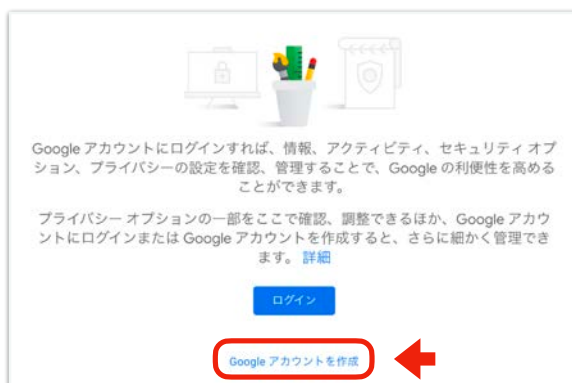 Google アカウントにログインすれば、情報、アクティビティ、セキュリティ オプ
ション、プライバシーの設定を確認、管理することで、Google の利便性を高める
ことができます。
プライバシー オプションの一部をここで確認、調整できるほか、Google アカウ
ントにログインまたは Google アカウントを作成すると、さらに細かく管理でき
ます。 詳細
ログイン
Google アカウントを作成